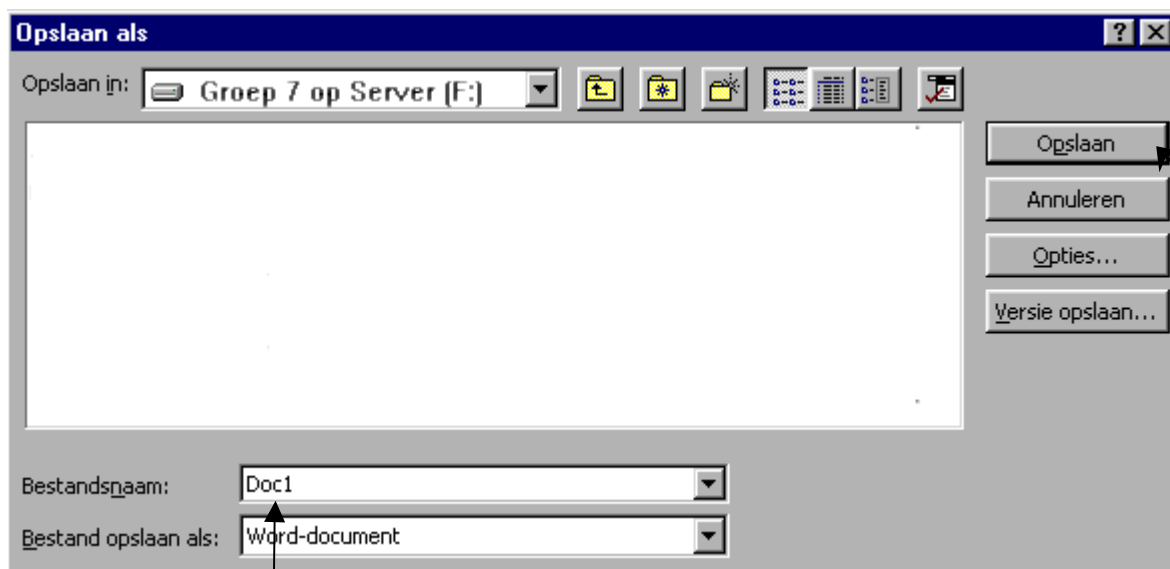 Opslaan als
Opslaan in: Groep 7 op Server (F:)
Opslaan
Annuleren
Opties...
Versie opslaan...
Bestandsnaam: Doc1
Bestand opslaan als: Word-document